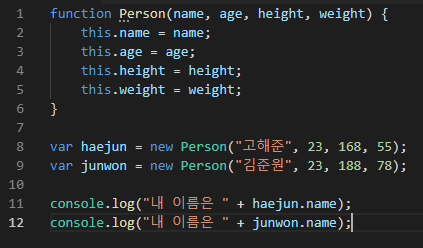 1 function Person(name, age, height, weight) {
2     this.name = name;
3     this.age = age;
4     this.height = height;
5     this.weight = weight;
6 }
7
8 var haejun = new Person("고해준", 23, 168, 55);
9 var junwon = new Person("김준원", 23, 188, 78);
10
11 console.log("내 이름은 " + haejun.name);
12 console.log("내 이름은 " + junwon.name);